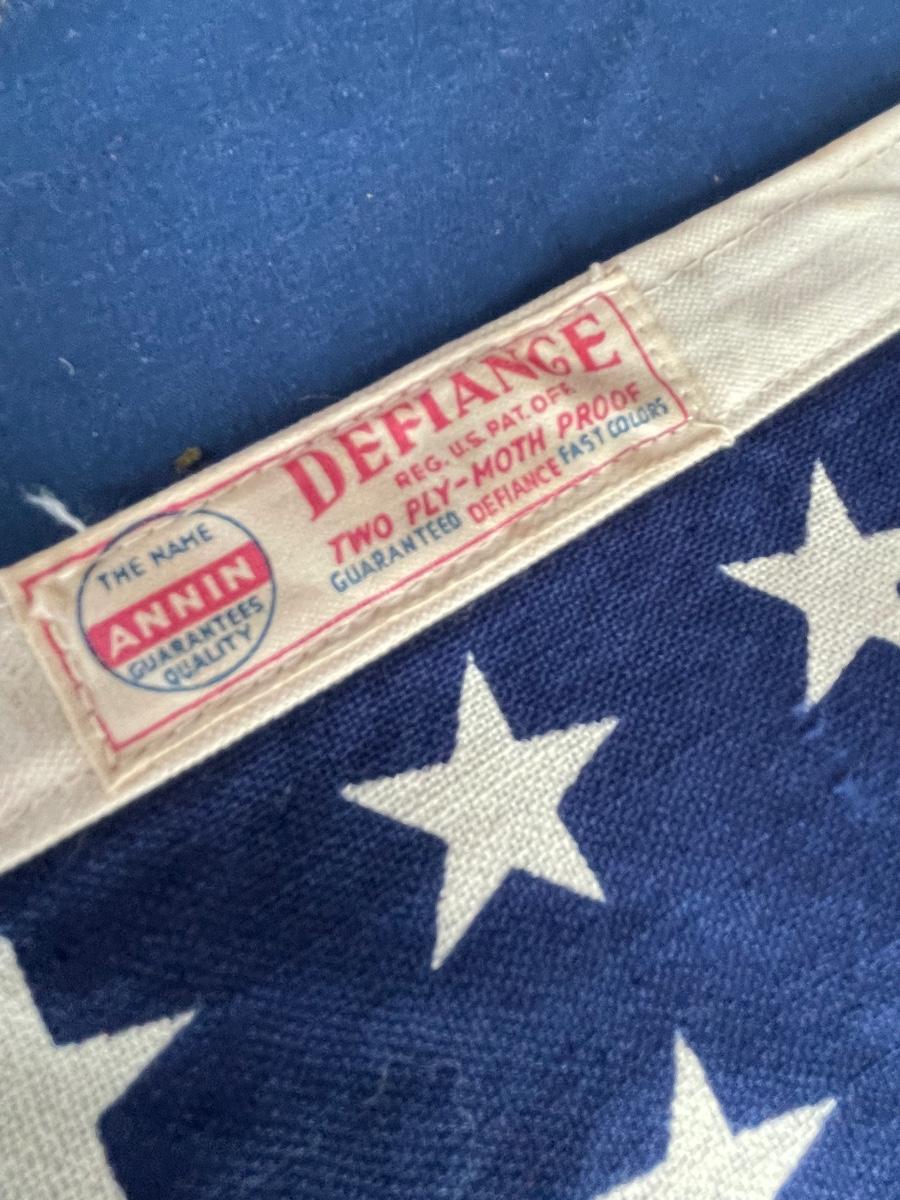 THE NAME
ANNIN
GUARANTEES
QUALITY
DEFIANCE
REG. U.S. PAT. OFF.
TWO PLY-MOTH PROOF
GUARANTEED DEFIANCE FAST COLORS